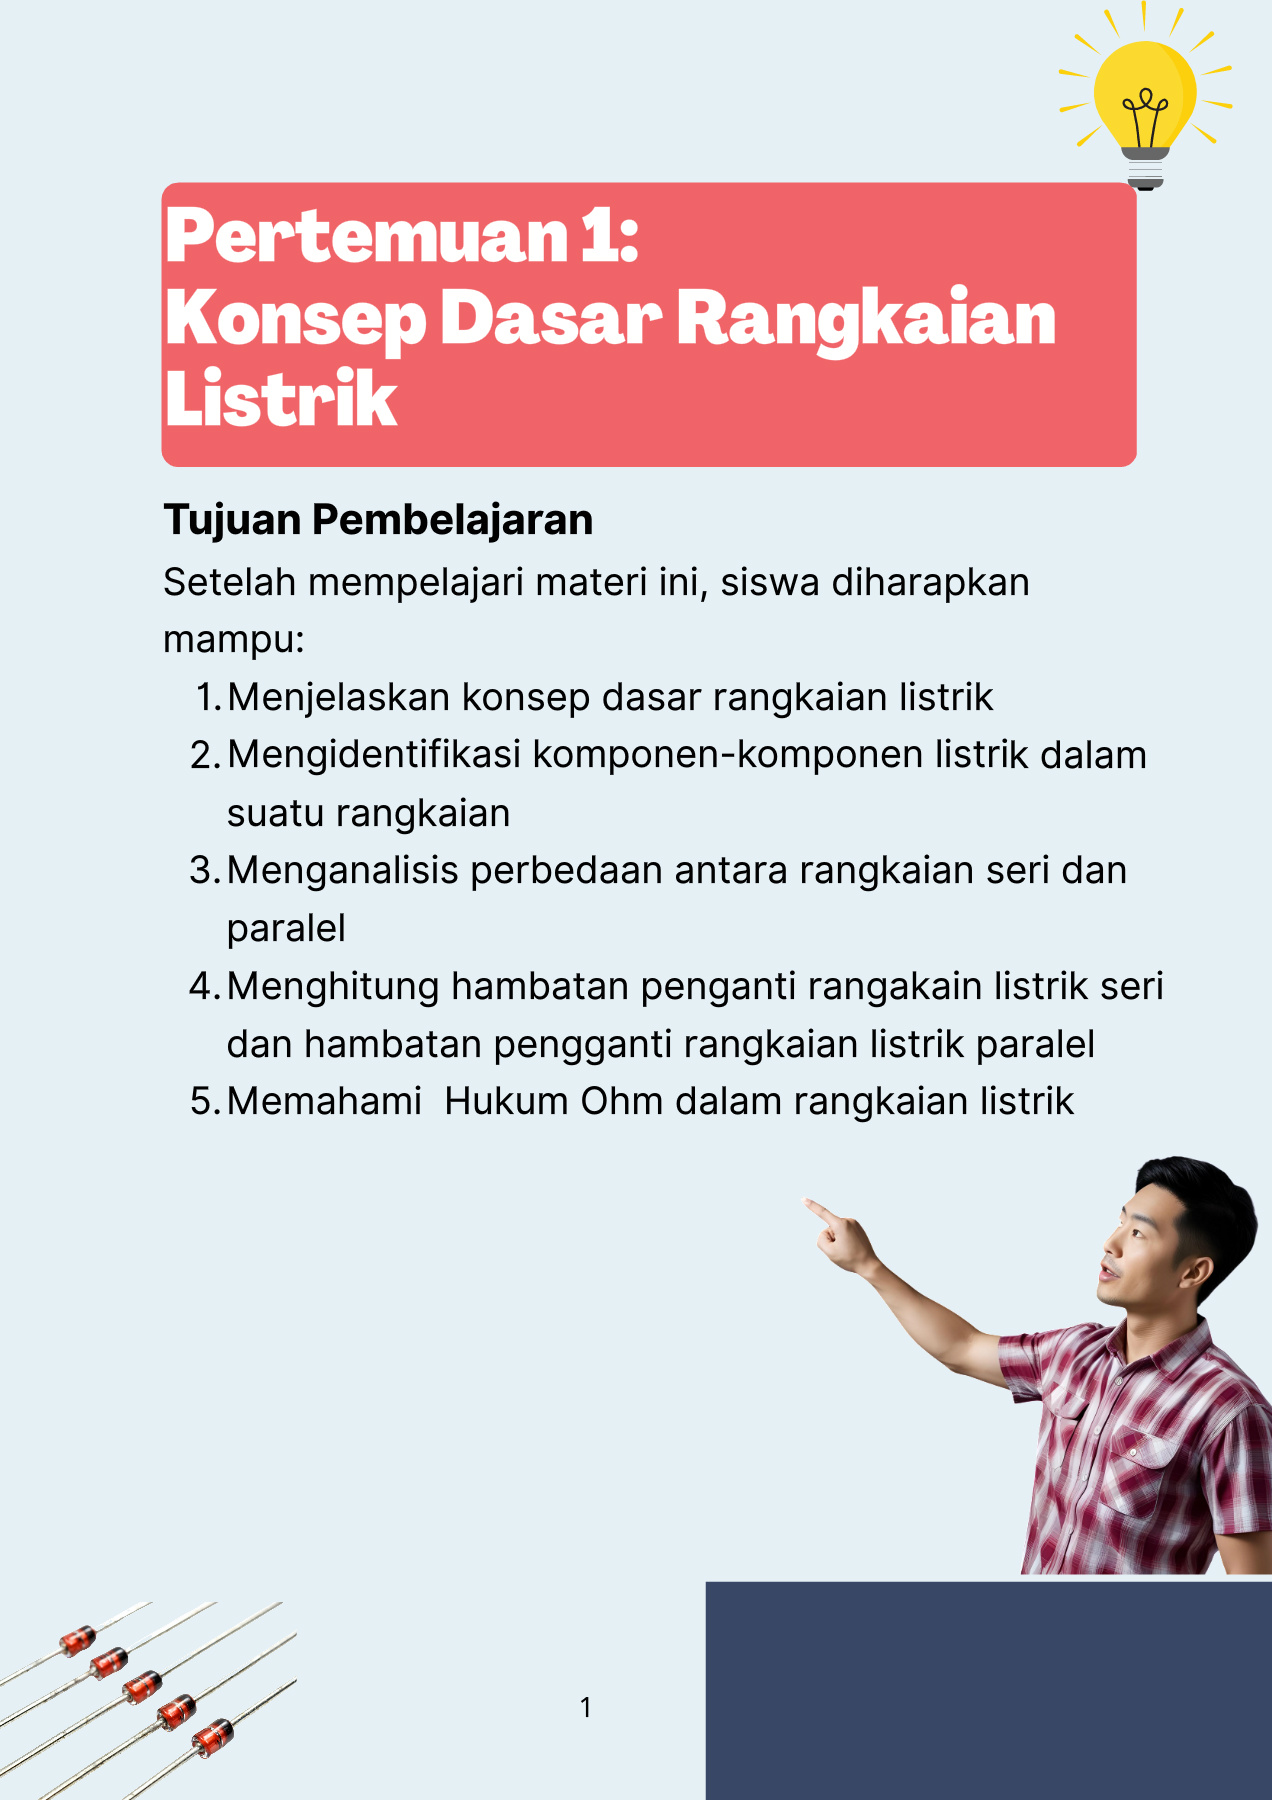 Pertemuan 1:
Konsep Dasar Rangkaian
Listrik
Tujuan Pembelajaran
Setelah mempelajari materi ini, siswa diharapkan
mampu:
1. Menjelaskan konsep dasar rangkaian listrik
2. Mengidentifikasi komponen-komponen listrik dalam
suatu rangkaian
3. Menganalisis perbedaan antara rangkaian seri dan
paralel
4. Menghitung hambatan penganti rangakain listrik seri
dan hambatan pengganti rangkaian listrik paralel
5. Memahami  Hukum Ohm dalam rangkaian listrik
1